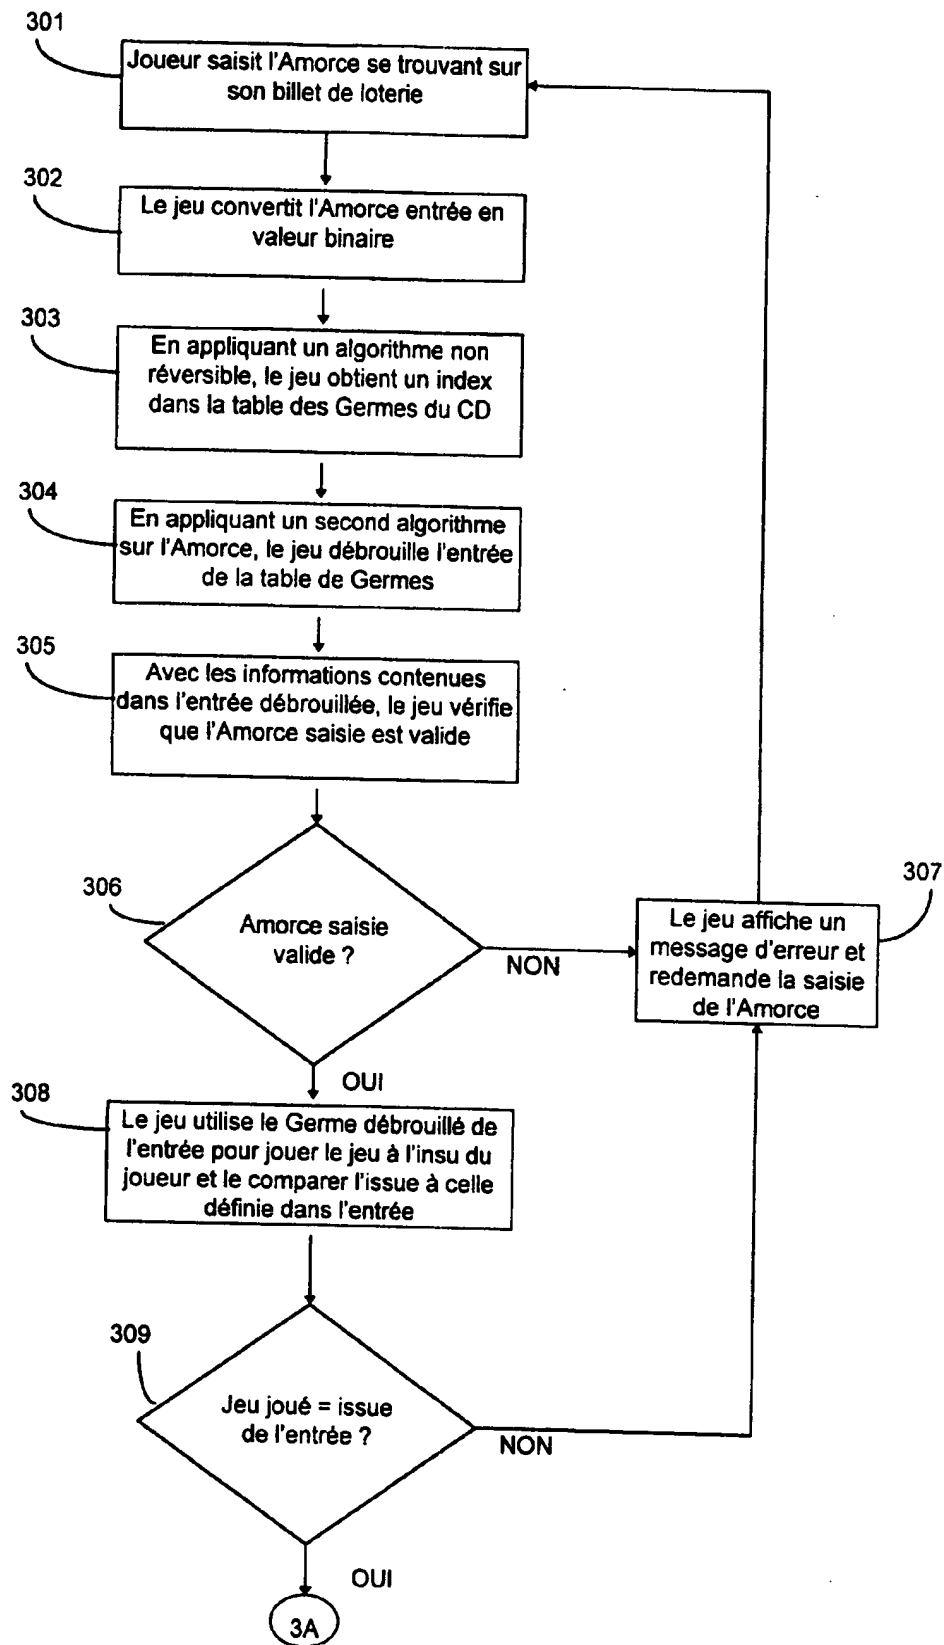 301
Joueur saisit l'Amorce se trouvant sur
son billet de loterie
302
Le jeu convertit l'Amorce entrée en
valeur binaire
303
En appliquant un algorithme non
réversible, le jeu obtient un index
dans la table des Germes du CD
304
En appliquant un second algorithme
sur l'Amorce, le jeu débrouille l'entrée
de la table de Germes
305
Avec les informations contenues
dans l'entrée débrouillée, le jeu vérifie
que l'Amorce saisie est valide
306
Amorce saisie
valide ?
NON
307
Le jeu affiche un
message d'erreur et
redemande la saisie
de l'Amorce
OUI
308
Le jeu utilise le Germe débrouillé de
l'entrée pour jouer le jeu à l'insu du
joueur et le comparer l'issue à celle
définie dans l'entrée
309
Jeu joué = issue
de l'entrée ?
NON
OUI
3A